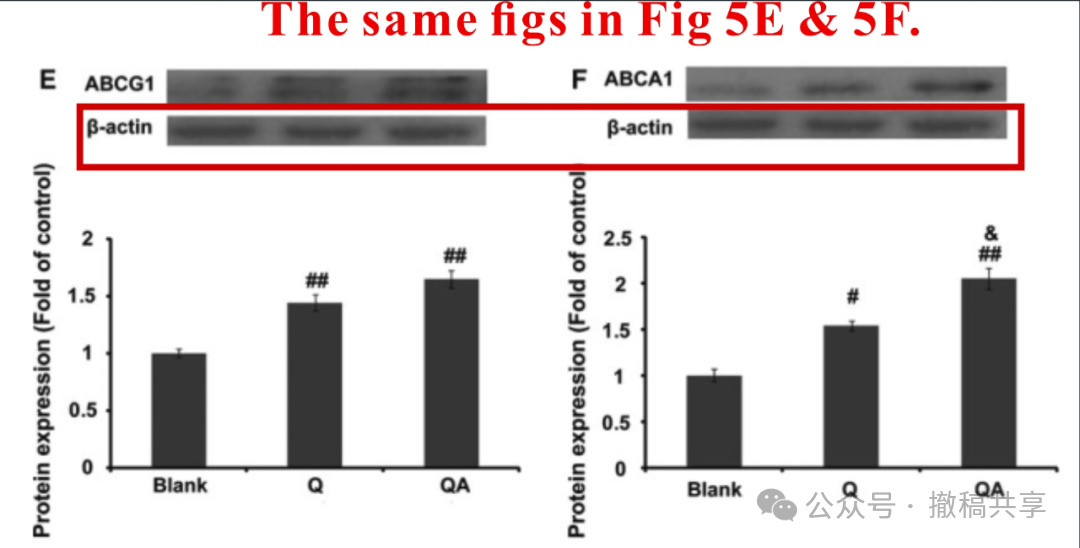 The same figs in Fig 5E & 5F.
E
ABCG1
β-actin
Protein expression (Fold of control)
2
1.5
1
0.5
0
##
##
Blank Q QA
F
ABCA1
β-actin
Protein expression (Fold of control)
2.5
2
1.5
1
0.5
0
#
&
##
Blank Q QA
公众号 · 撤稿共享